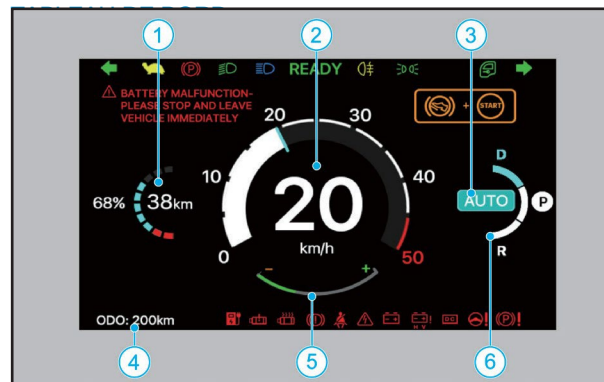 1
2
3
READY
BATTERY MALFUNCTION-
PLEASE STOP AND LEAVE
VEHICLE IMMEDIATELY
+
START
0
10
20
30
40
50
68%
38km
20
km/h
- +
D
AUTO
P
R
ODO: 200km
H V
D C
4
5
6